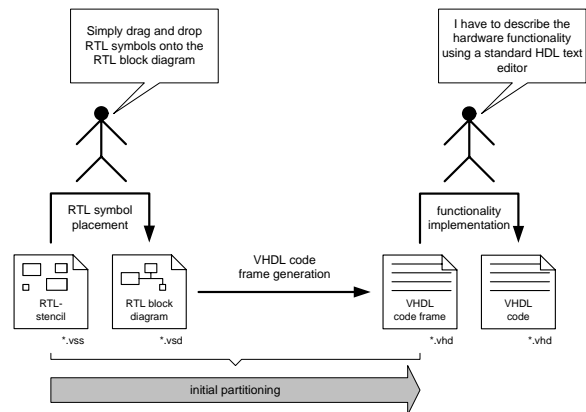 Simply drag and drop
RTL symbols onto the
RTL block diagram
I have to describe the
hardware functionality
using a standard HDL text
editor
RTL symbol
placement
functionality
implementation
VHDL code
frame generation
RTL-
stencil
RTL block
diagram
VHDL
code frame
VHDL
code
*.vss
*.vsd
*.vhd
*.vhd
initial partitioning